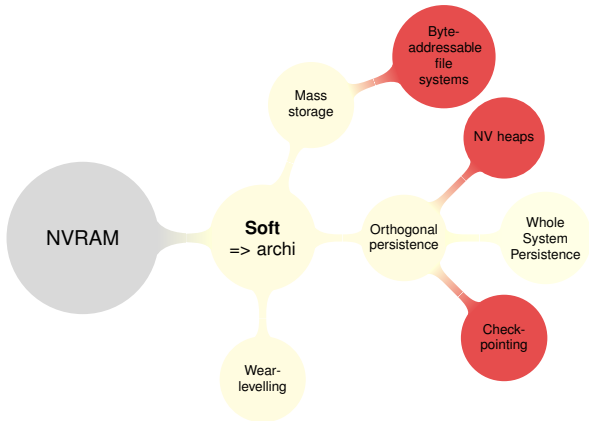 Byte-
addressable
file
systems
Mass
storage
NV heaps
NVRAM
Soft
=> archi
Orthogonal
persistence
Whole
System
Persistence
Check-
pointing
Wear-
levelling